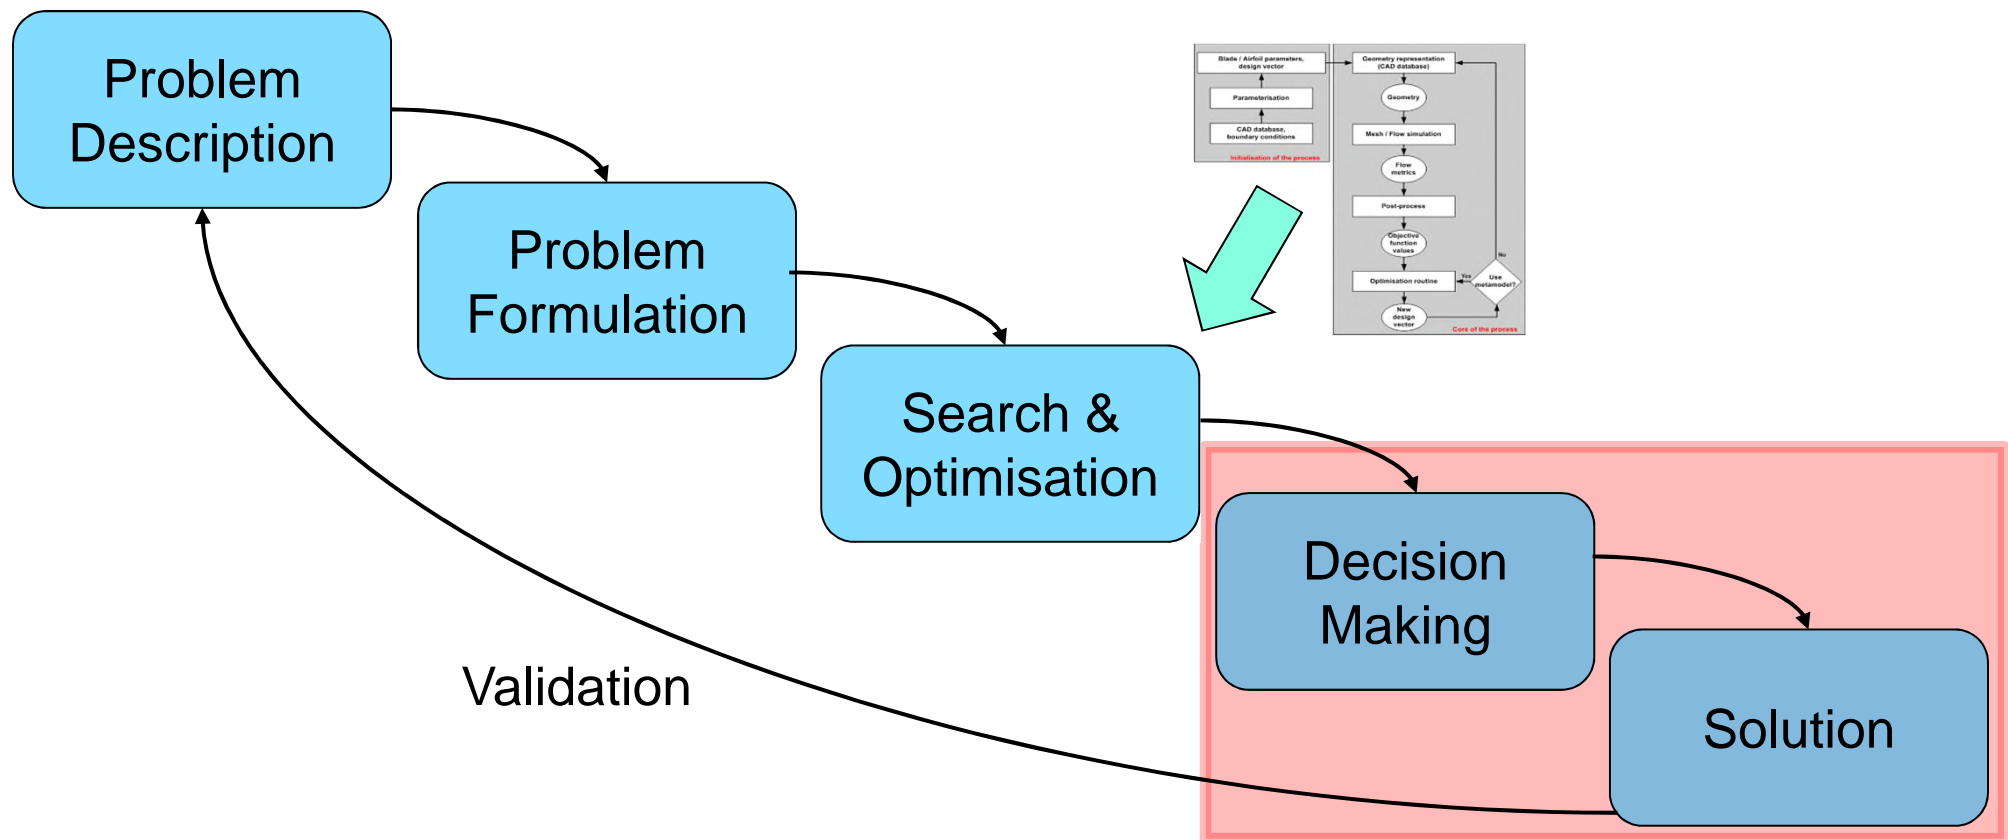 Problem
Description
Problem
Formulation
Search &
Optimisation
Decision
Making
Solution
Validation
Blade / Airfoil parameters,
design vector
Parameterisation
CAD database,
boundary conditions
Initialisation of the process
Geometry representation
(CAD database)
Geometry
Mesh / Flow simulation
Flow
metrics
Post-process
Objective
function
values
Optimisation routine
Yes
Use
metamodel?
No
New
design
vector
Core of the process